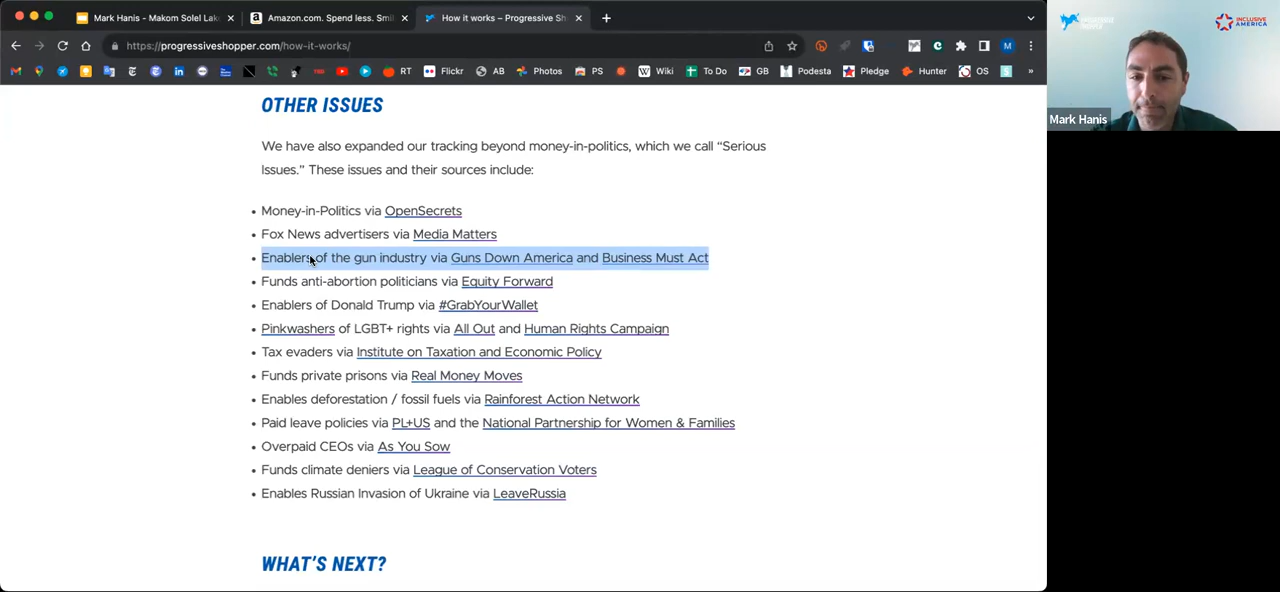 Mark Hanis - Makom Solel Lak
Amazon.com. Spend less. Smi
How it works – Progressive Sh
https://progressiveshopper.com/how-it-works/
RT
Flickr
AB
Photos
PS
Wiki
To Do
GB
Podesta
Pledge
Hunter
OS
»
OTHER ISSUES
We have also expanded our tracking beyond money-in-politics, which we call “Serious
Issues.” These issues and their sources include:
• Money-in-Politics via OpenSecrets
• Fox News advertisers via Media Matters
• Enablers of the gun industry via Guns Down America and Business Must Act
• Funds anti-abortion politicians via Equity Forward
• Enablers of Donald Trump via #GrabYourWallet
• Pinkwashers of LGBT+ rights via All Out and Human Rights Campaign
• Tax evaders via Institute on Taxation and Economic Policy
• Funds private prisons via Real Money Moves
• Enables deforestation / fossil fuels via Rainforest Action Network
• Paid leave policies via PL+US and the National Partnership for Women & Families
• Overpaid CEOs via As You Sow
• Funds climate deniers via League of Conservation Voters
• Enables Russian Invasion of Ukraine via LeaveRussia
WHAT’S NEXT?
PROGRESSIVE
SHOPPER
INCLUSIVE
AMERICA
Mark Hanis